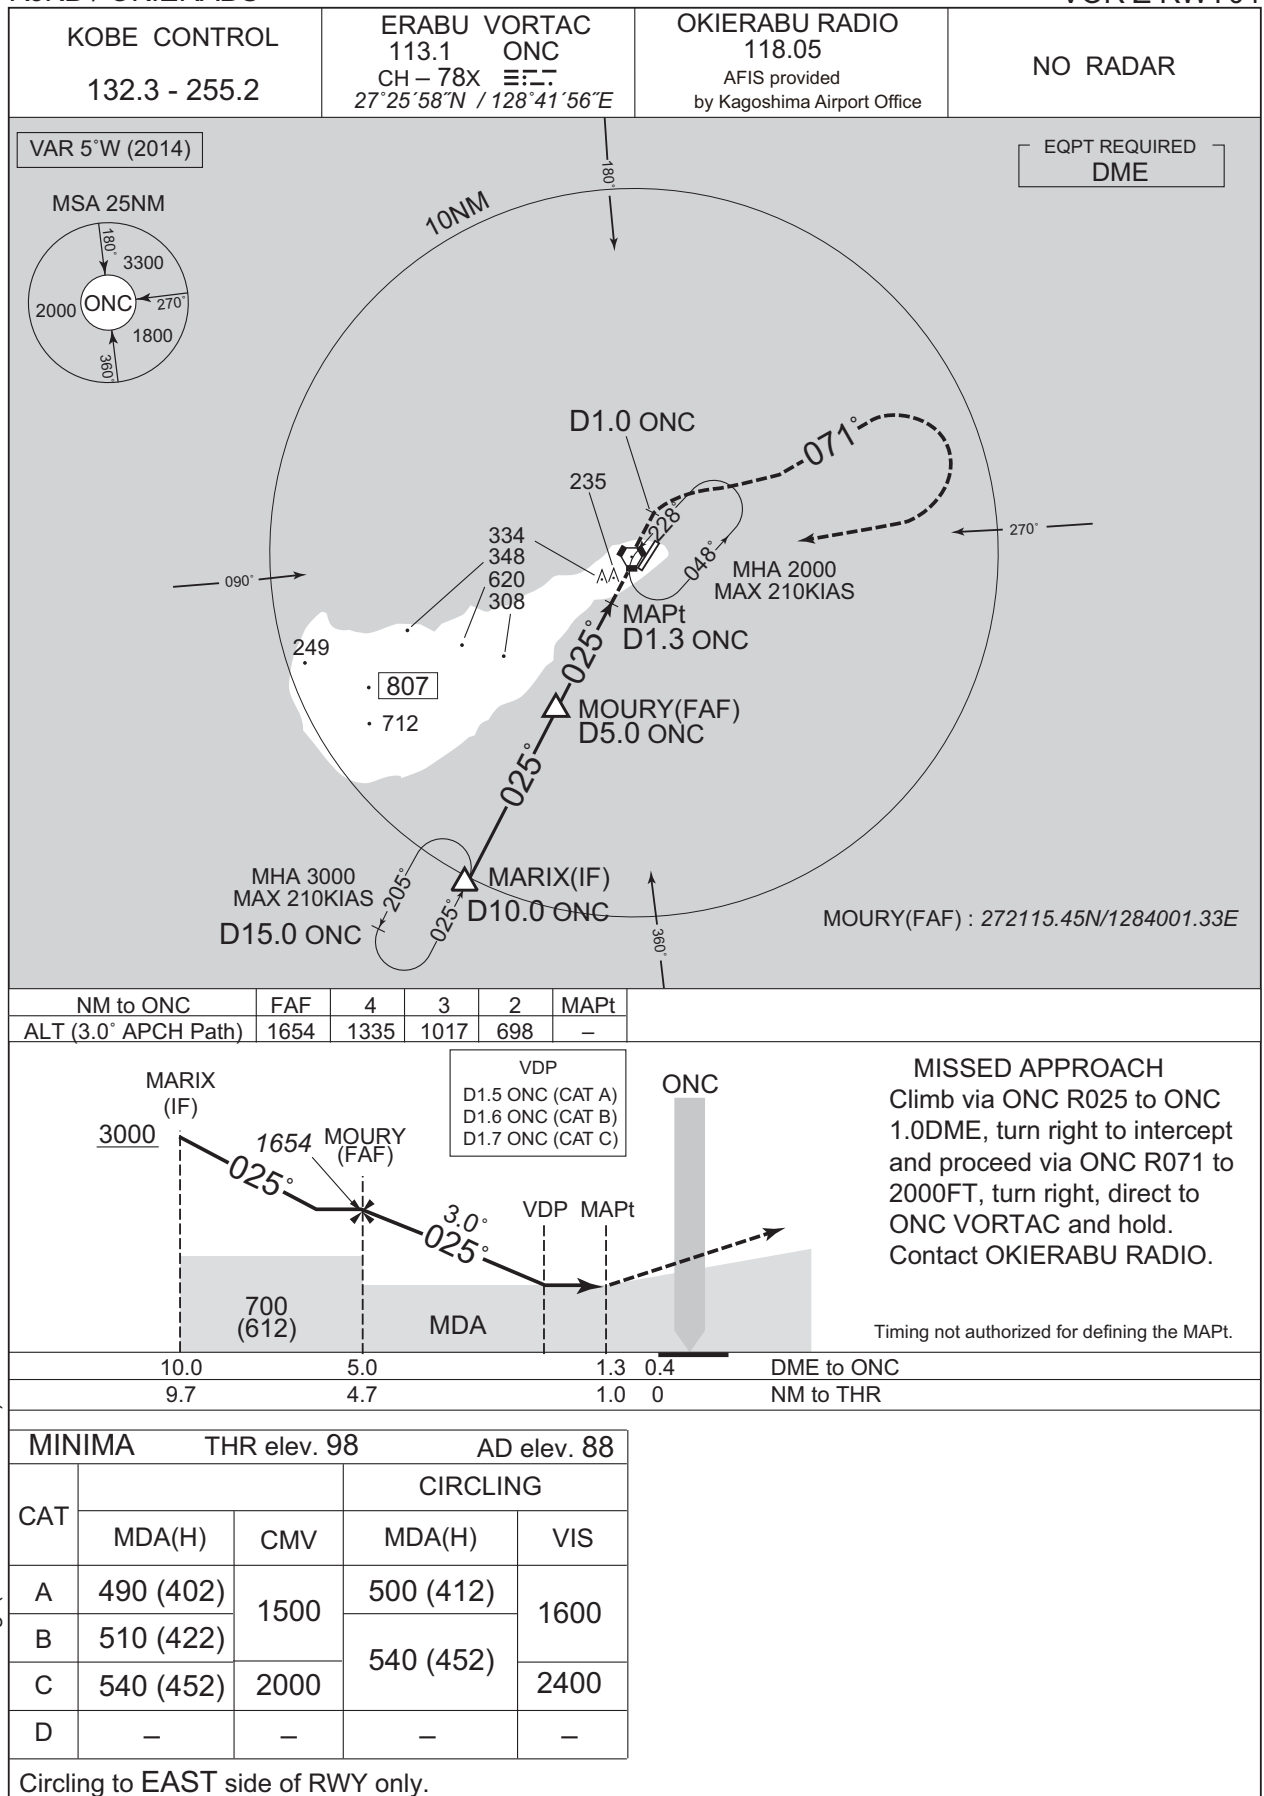 KOBE CONTROL
132.3 - 255.2
ERABU VORTAC
113.1 ONC
CH – 78X
27˚25´58˝N / 128˚41´56˝E
OKIERABU RADIO
118.05
AFIS provided
by Kagoshima Airport Office
NO RADAR
VAR 5˚W (2014)
EQPT REQUIRED
DME
MSA 25NM
180˚
3300
2000
ONC
270˚
1800
360˚
10NM
180˚
D1.0 ONC
071˚
235
228˚
334
348
620
308
048˚
270˚
090˚
MHA 2000
MAX 210KIAS
MAPt
D1.3 ONC
025˚
249
807
712
MOURY(FAF)
D5.0 ONC
025˚
MHA 3000
MAX 210KIAS
205˚
025˚
MARIX(IF)
D10.0 ONC
D15.0 ONC
360˚
MOURY(FAF) : 272115.45N/1284001.33E
NM to ONC FAF 4 3 2 MAPt
ALT (3.0˚ APCH Path) 1654 1335 1017 698 –
VDP
D1.5 ONC (CAT A)
D1.6 ONC (CAT B)
D1.7 ONC (CAT C)
MARIX
(IF)
3000
1654
MOURY
(FAF)
025˚
3.0˚
025˚
VDP MAPt
ONC
700
(612)
MDA
MISSED APPROACH
Climb via ONC R025 to ONC
1.0DME, turn right to intercept
and proceed via ONC R071 to
2000FT, turn right, direct to
ONC VORTAC and hold.
Contact OKIERABU RADIO.
Timing not authorized for defining the MAPt.
10.0 5.0 1.3 0.4 DME to ONC
9.7 4.7 1.0 0 NM to THR
MINIMA THR elev. 98 AD elev. 88
CAT
CIRCLING
MDA(H) CMV MDA(H) VIS
A 490 (402) 1500 500 (412) 1600
B 510 (422) 540 (452)
C 540 (452) 2000 2400
D – – – –
Circling to EAST side of RWY only.